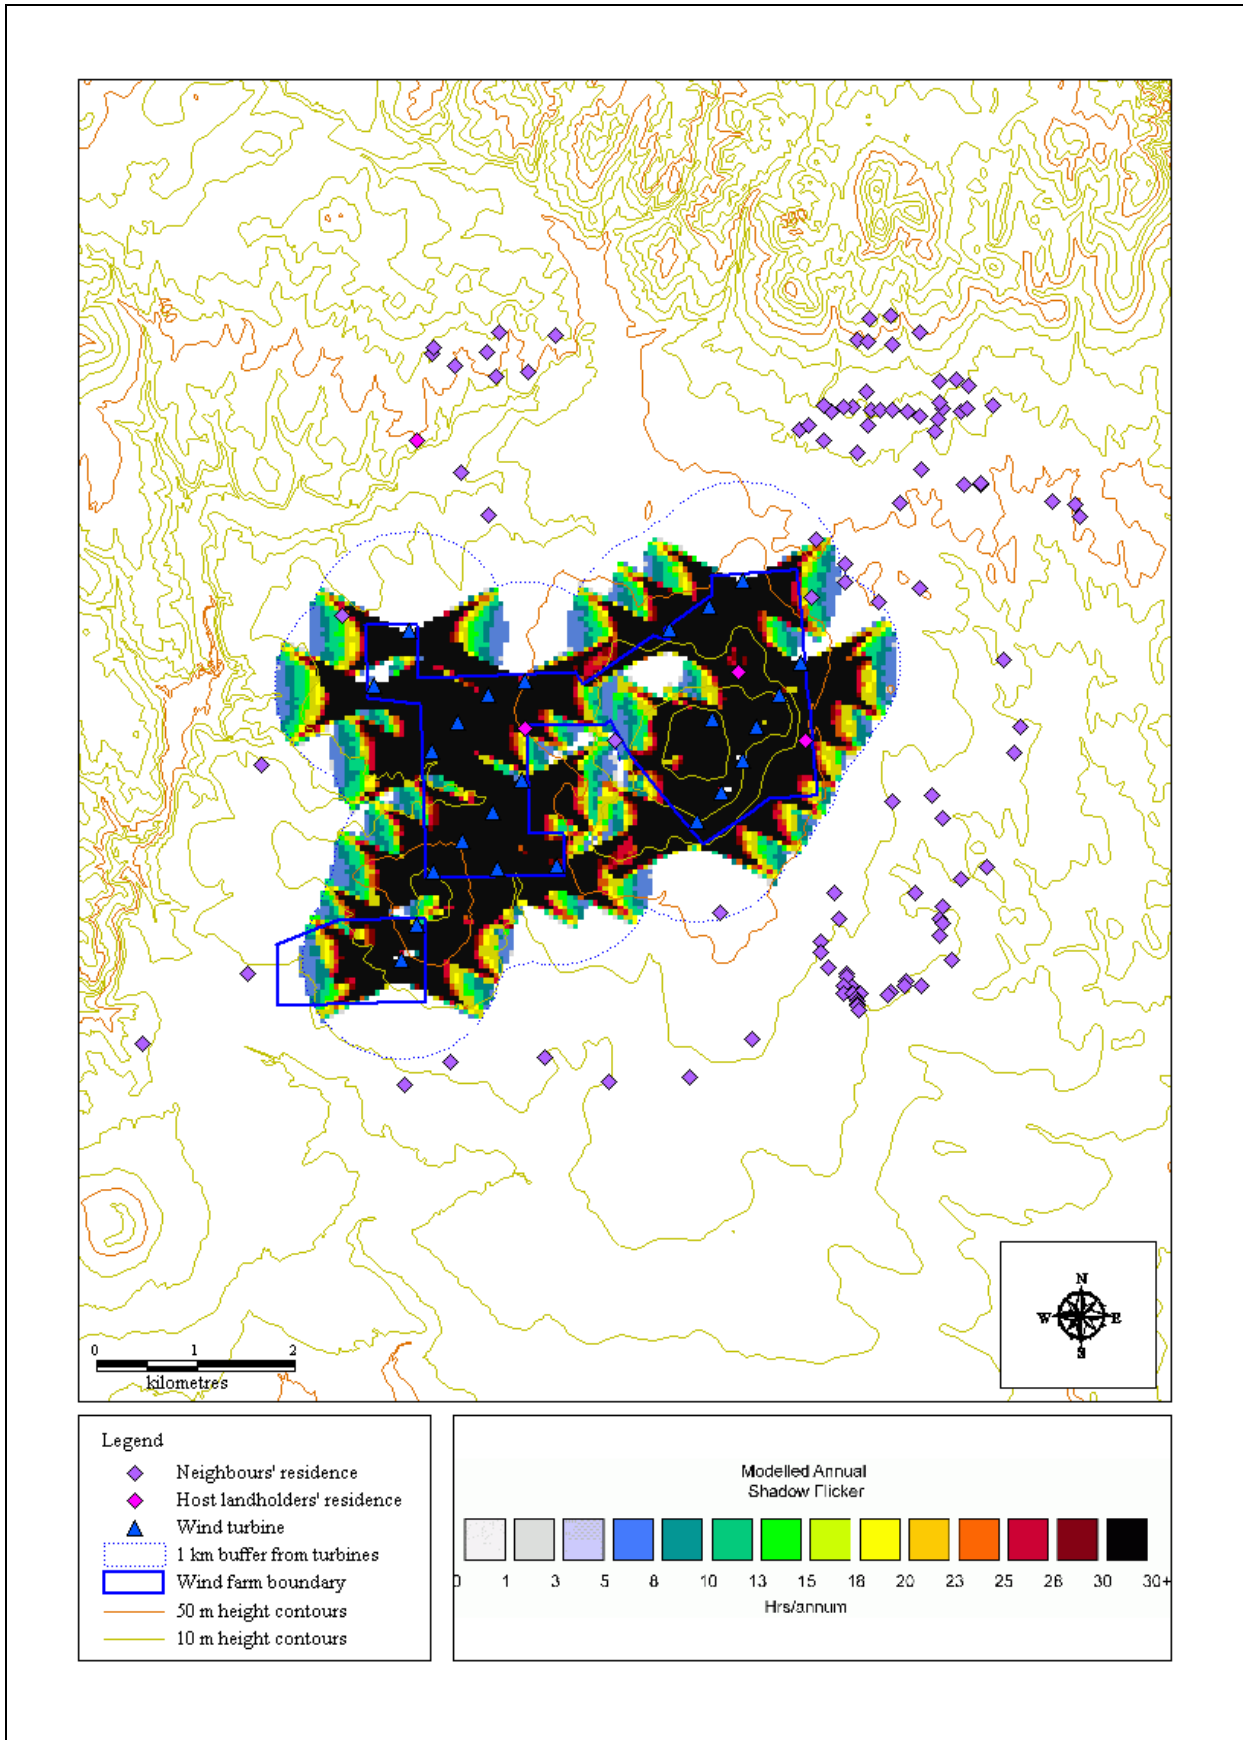 500
N
W E
S
0 1 2
kilometres
Legend
Neighbours' residence
Host landholders' residence
Wind turbine
1 km buffer from turbines
Wind farm boundary
50 m height contours
10 m height contours
Modelled Annual
Shadow Flicker
0 1 3 5 8 10 13 15 18 20 23 25 28 30 30+
Hrs/annum